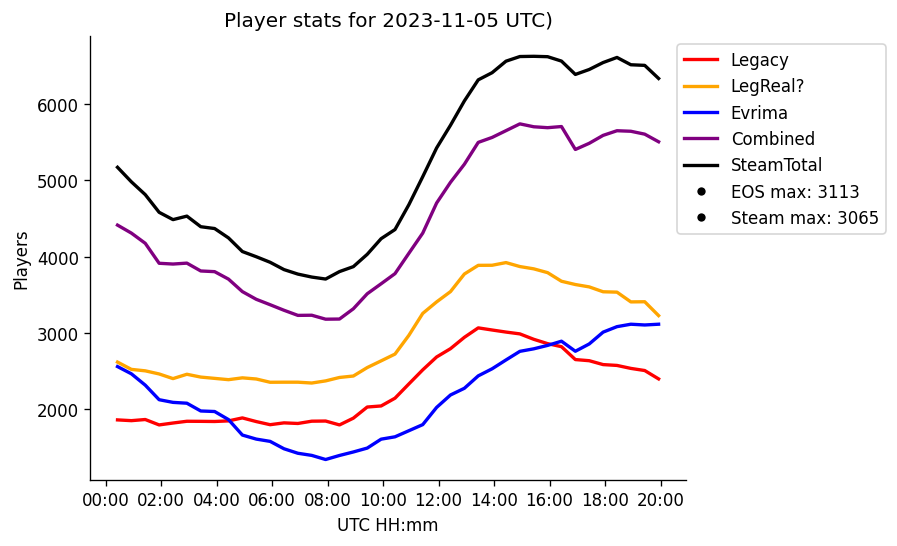 Player stats for 2023-11-05 UTC)
Legacy
LegReal?
Evrima
Combined
SteamTotal
EOS max: 3113
Steam max: 3065
Players
6000
5000
4000
3000
2000
00:00 02:00 04:00 06:00 08:00 10:00 12:00 14:00 16:00 18:00 20:00
UTC HH:mm